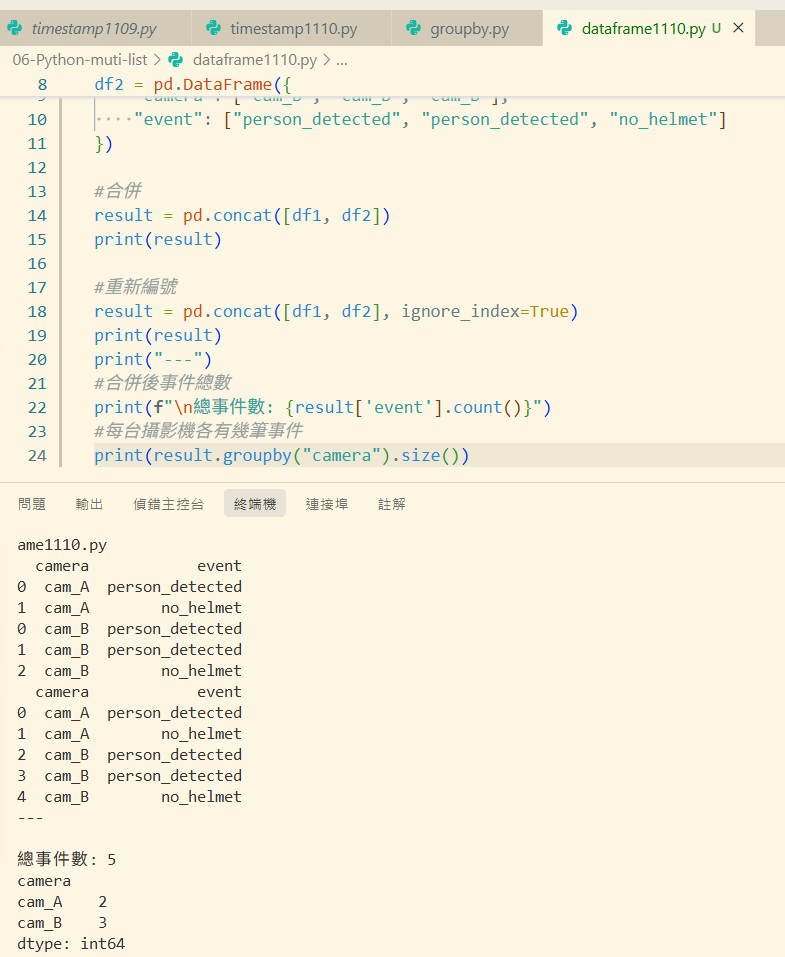 timestamp1109.py timestamp1110.py groupby.py dataframe1110.py U ×
06-Python-muti-list > dataframe1110.py > ...
8 df2 = pd.DataFrame({
9 "camera": ["cam_B", "cam_B", "cam_B"],
10 ····"event": ["person_detected", "person_detected", "no_helmet"]
11 })
12
13 #合併
14 result = pd.concat([df1, df2])
15 print(result)
16
17 #重新編號
18 result = pd.concat([df1, df2], ignore_index=True)
19 print(result)
20 print("---")
21 #合併後事件總數
22 print(f"\n總事件數: {result['event'].count()}")
23 #每台攝影機各有幾筆事件
24 print(result.groupby("camera").size())
問題 輸出 偵錯主控台 終端機 連接埠 註解
ame1110.py
camera event
0 cam_A person_detected
1 cam_A no_helmet
0 cam_B person_detected
1 cam_B person_detected
2 cam_B no_helmet
camera event
0 cam_A person_detected
1 cam_A no_helmet
2 cam_B person_detected
3 cam_B person_detected
4 cam_B no_helmet
---
總事件數: 5
camera
cam_A 2
cam_B 3
dtype: int64